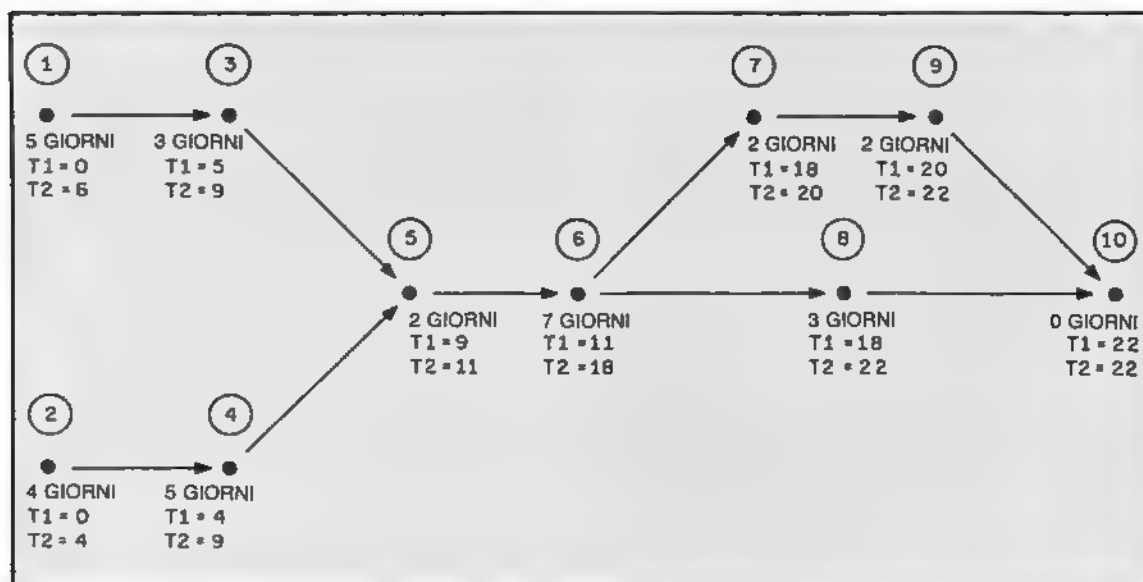 1
5 GIORNI
T1=0
T2=6
3
3 GIORNI
T1=5
T2=9
7
2 GIORNI
T1=18
T2=20
9
2 GIORNI
T1=20
T2=22
5
2 GIORNI
T1=9
T2=11
6
7 GIORNI
T1=11
T2=18
8
3 GIORNI
T1=18
T2=22
10
0 GIORNI
T1=22
T2=22
2
4 GIORNI
T1=0
T2=4
4
5 GIORNI
T1=4
T2=9